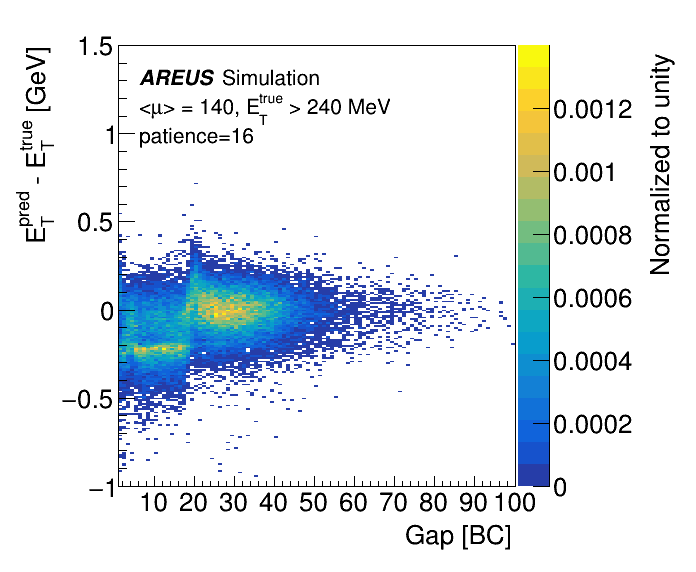 AREUS Simulation
<μ> = 140, E_T^true > 240 MeV
patience=16
E_T^pred - E_T^true [GeV]
1.5
1
0.5
0
−0.5
−1
10 20 30 40 50 60 70 80 90 100
Gap [BC]
0.0012
0.001
0.0008
0.0006
0.0004
0.0002
0
Normalized to unity